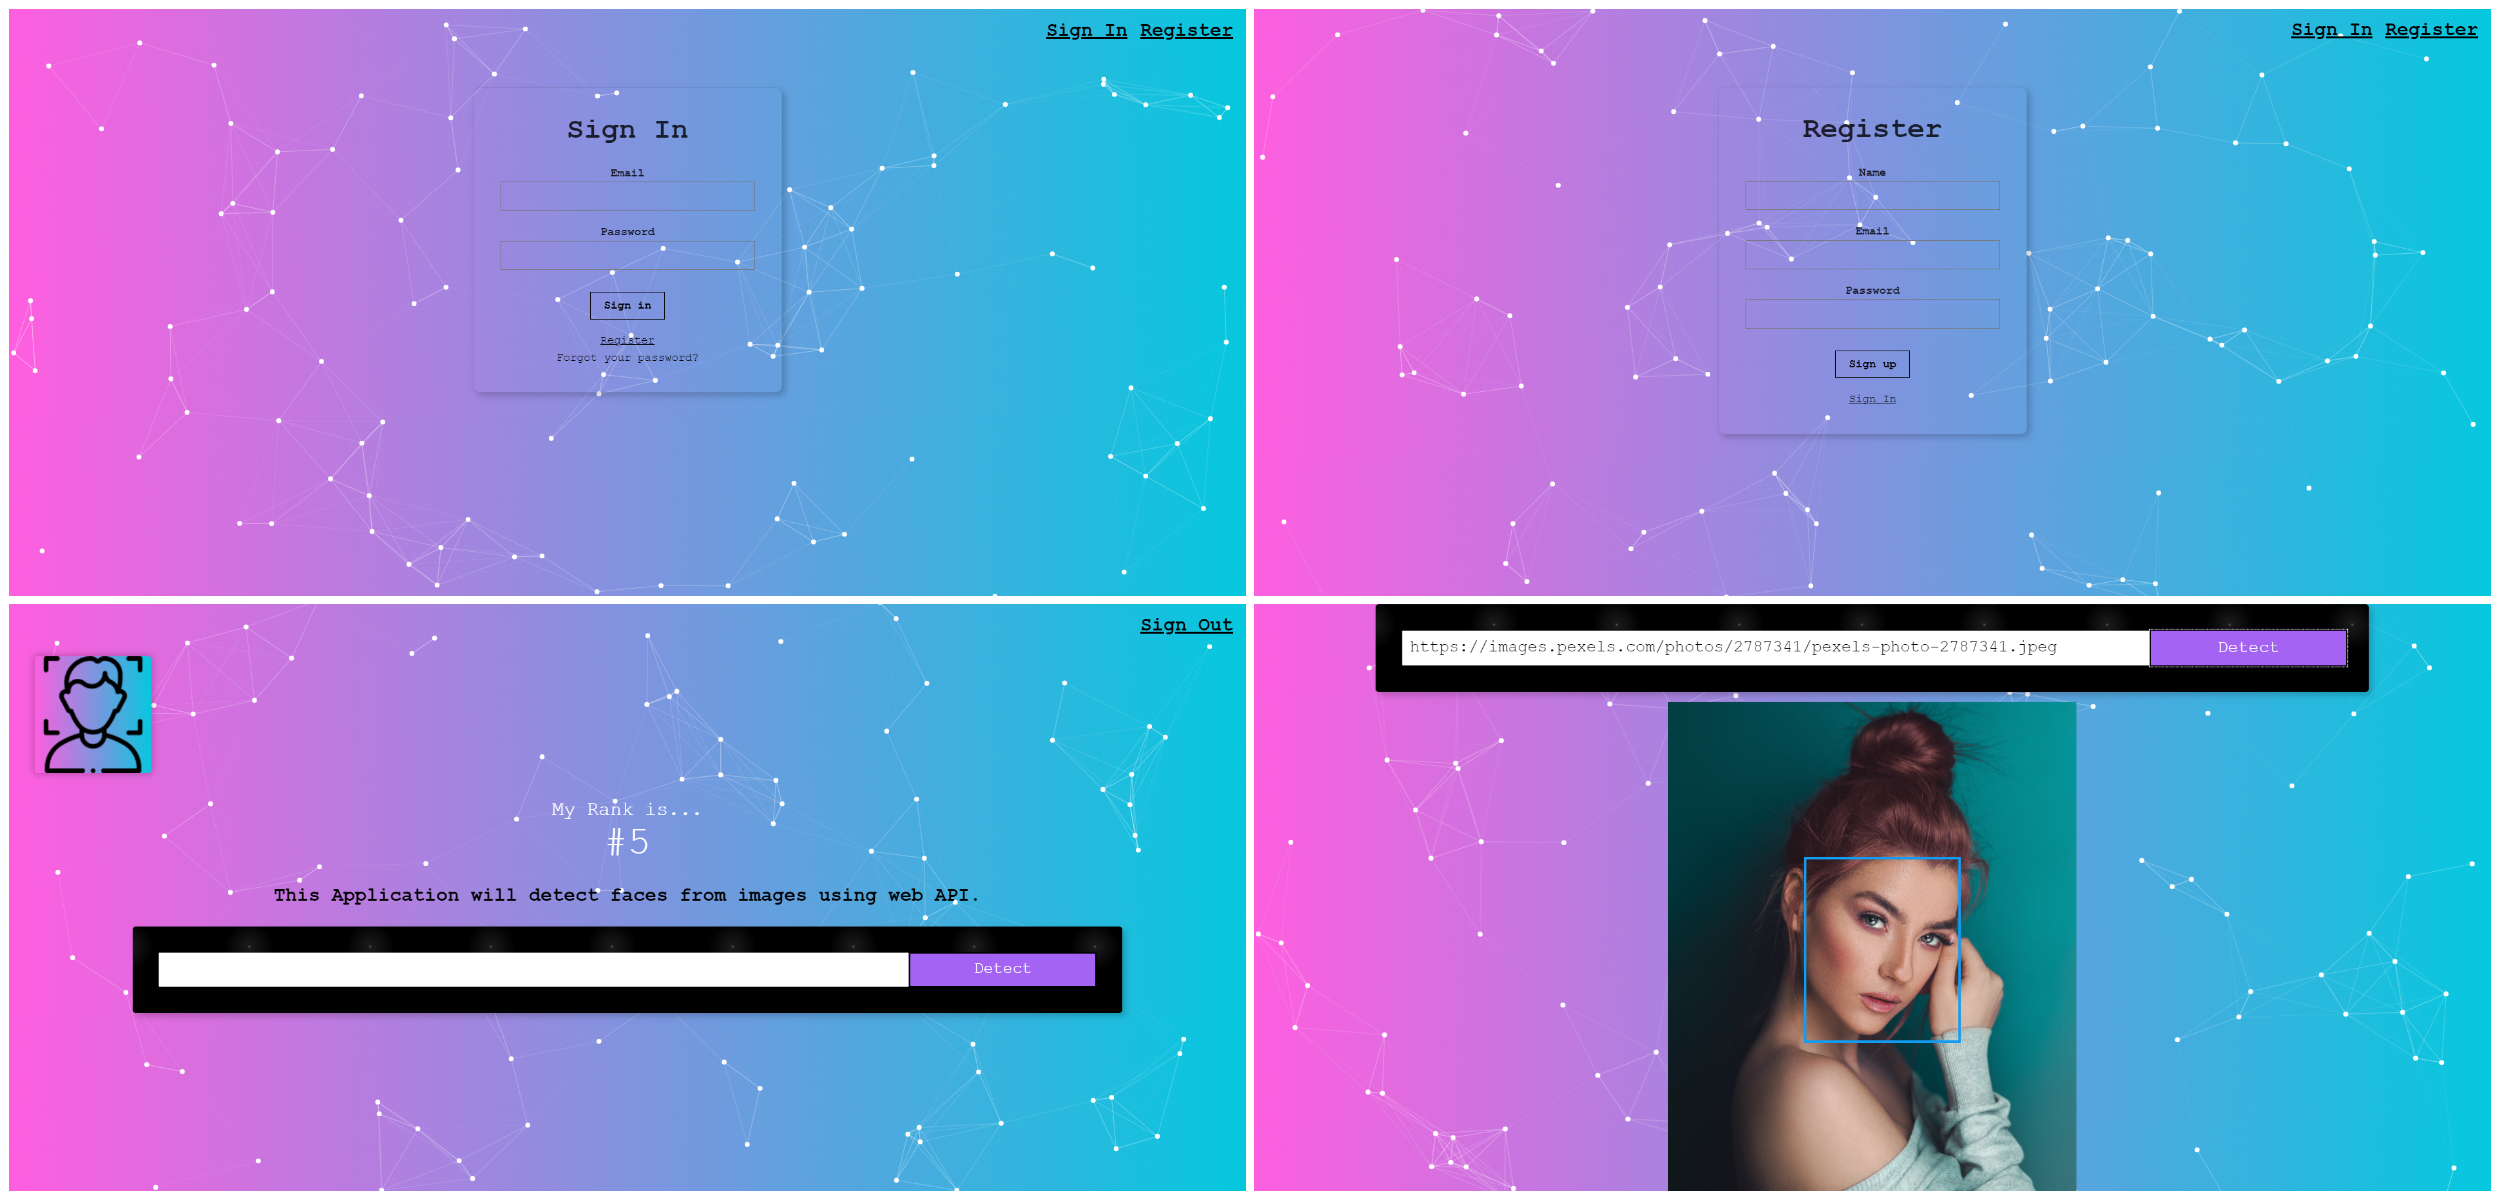 Sign In Register
Sign In
Email
Password
Sign in
Register
Forgot your password?
Sign In Register
Register
Name
Email
Password
Sign up
Sign In
Sign Out
My Rank is...
#5
This Application will detect faces from images using web API.
Detect
https://images.pexels.com/photos/2787341/pexels-photo-2787341.jpeg Detect